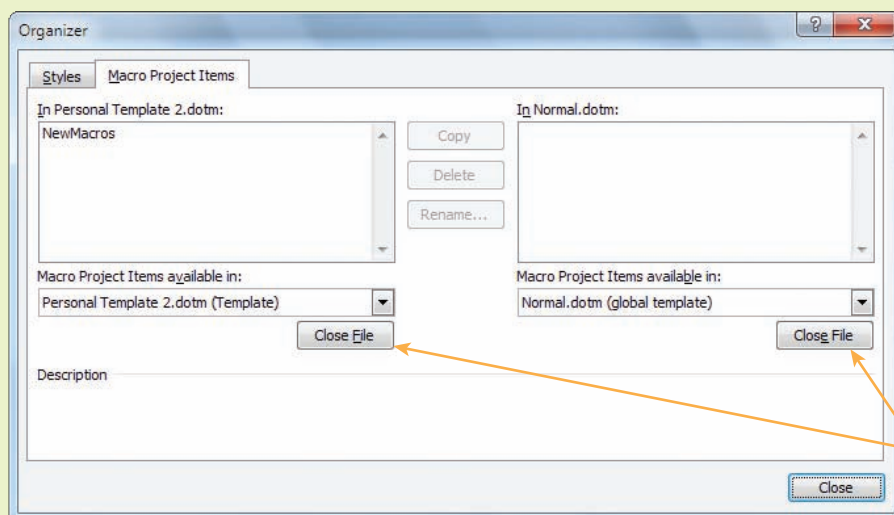 Organizer
?
Styles
Macro Project Items
In Personal Template 2.dotm:
NewMacros
Copy
Delete
Rename...
In Normal.dotm:
Macro Project Items available in:
Personal Template 2.dotm (Template)
Close File
Macro Project Items available in:
Normal.dotm (global template)
Close File
Description
Close